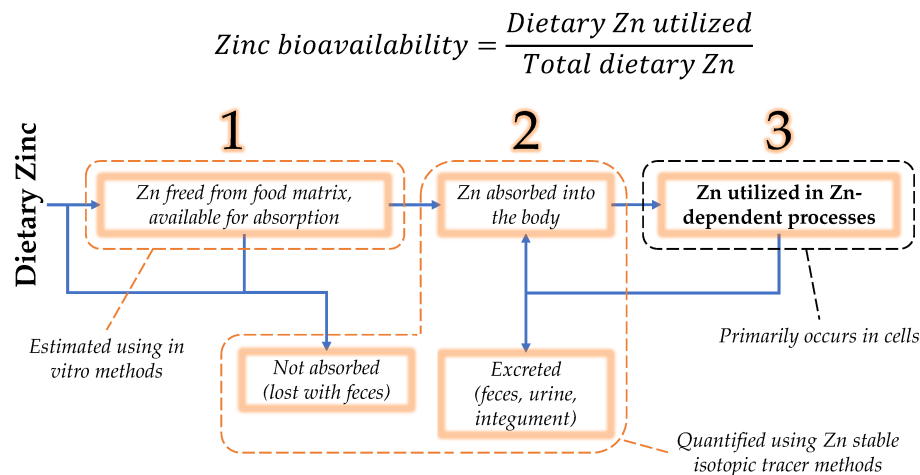 Zinc bioavailability = Dietary Zn utilized / Total dietary Zn
1
2
3
Dietary Zinc
Zn freed from food matrix,
available for absorption
Zn absorbed into
the body
Zn utilized in Zn-
dependent processes
Estimated using in
vitro methods
Not absorbed
(lost with feces)
Excreted
(feces, urine,
integument)
Primarily occurs in cells
Quantified using Zn stable
isotopic tracer methods